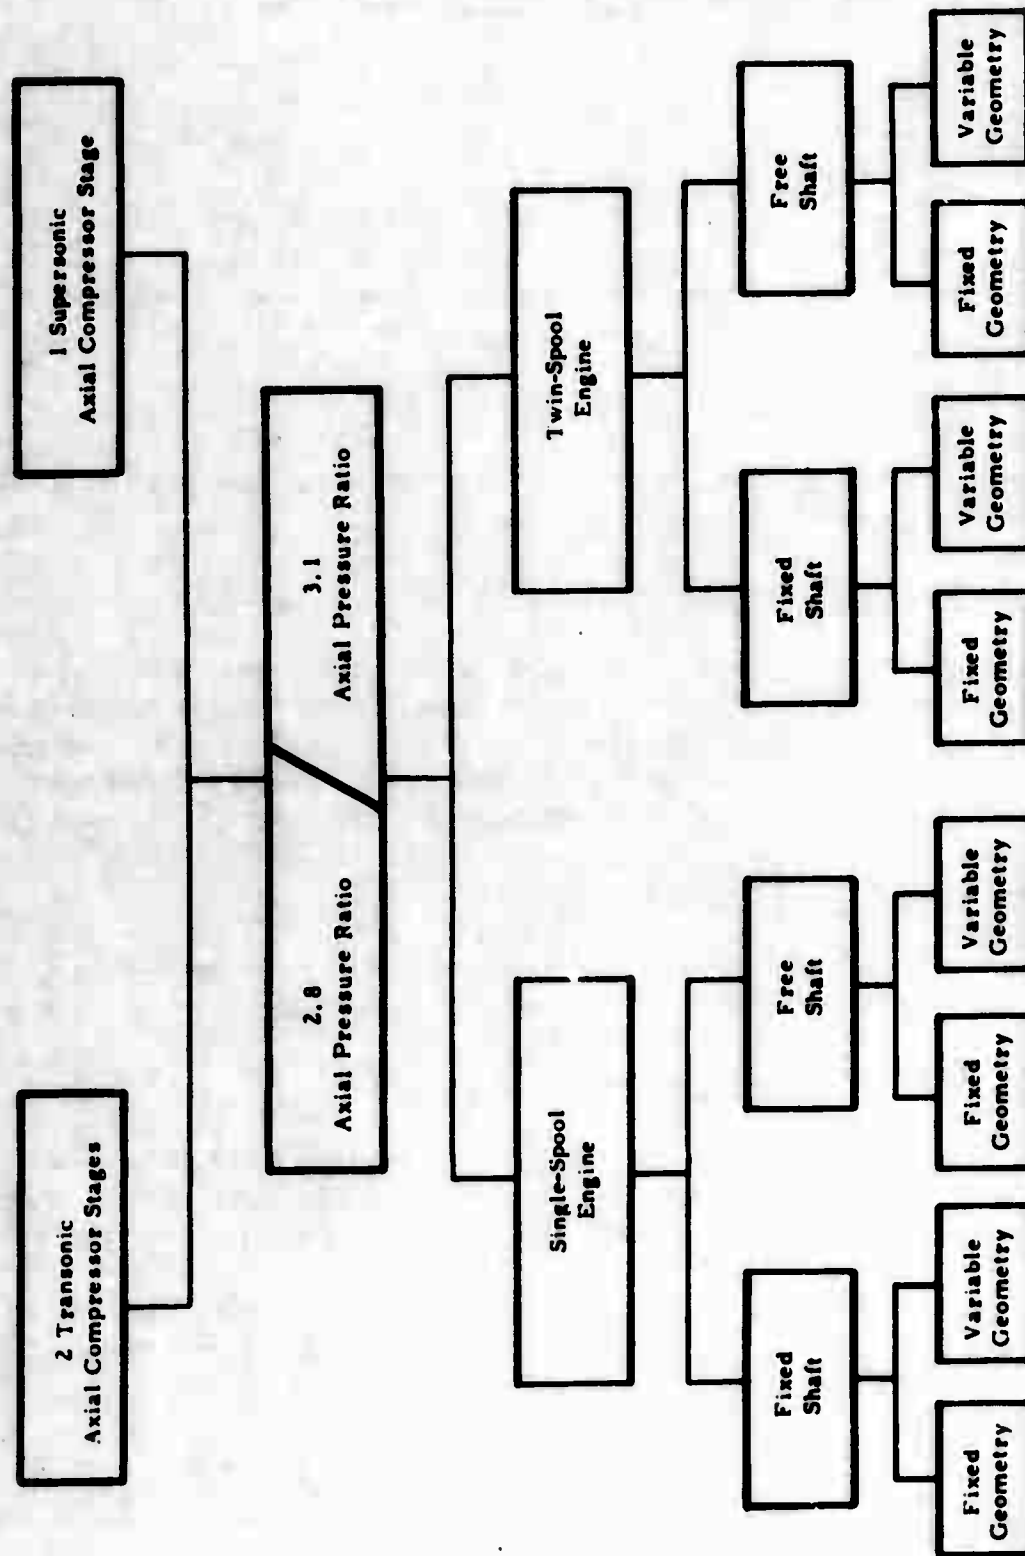 2 Transonic
Axial Compressor Stages
1 Supersonic
Axial Compressor Stage
2.8
Axial Pressure Ratio
3.1
Axial Pressure Ratio
Single-Spool
Engine
Twin-Spool
Engine
Fixed
Shaft
Free
Shaft
Fixed
Shaft
Free
Shaft
Fixed
Geometry
Variable
Geometry
Fixed
Geometry
Variable
Geometry
Fixed
Geometry
Variable
Geometry
Fixed
Geometry
Variable
Geometry